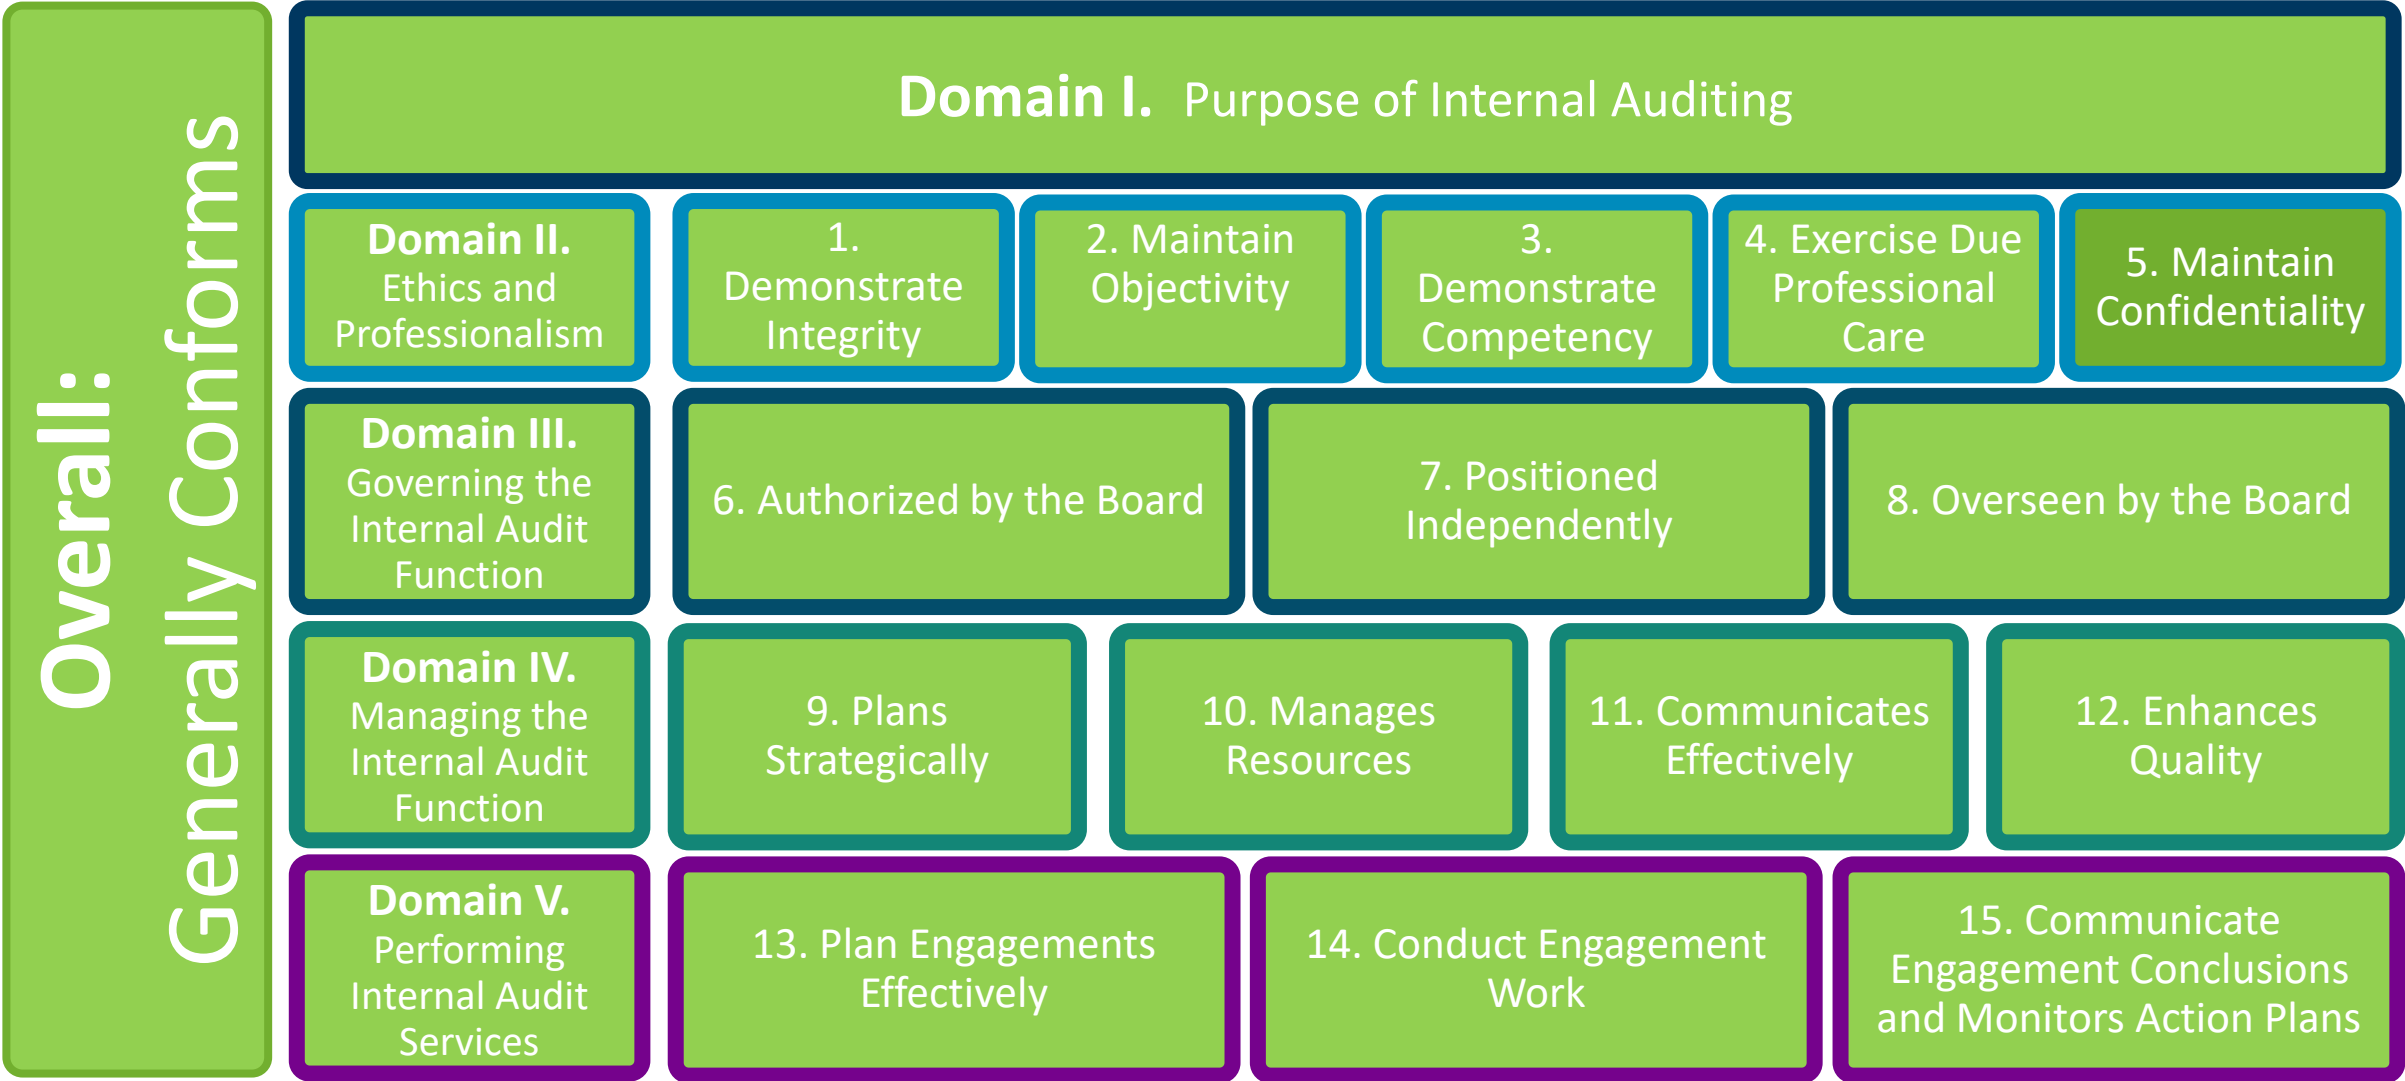 Overall:
Generally Conforms
Domain I. Purpose of Internal Auditing
Domain II.
Ethics and
Professionalism
1.
Demonstrate
Integrity
2. Maintain
Objectivity
3.
Demonstrate
Competency
4. Exercise Due
Professional
Care
5. Maintain
Confidentiality
Domain III.
Governing the
Internal Audit
Function
6. Authorized by the Board
7. Positioned
Independently
8. Overseen by the Board
Domain IV.
Managing the
Internal Audit
Function
9. Plans
Strategically
10. Manages
Resources
11. Communicates
Effectively
12. Enhances
Quality
Domain V.
Performing
Internal Audit
Services
13. Plan Engagements
Effectively
14. Conduct Engagement
Work
15. Communicate
Engagement Conclusions
and Monitors Action Plans